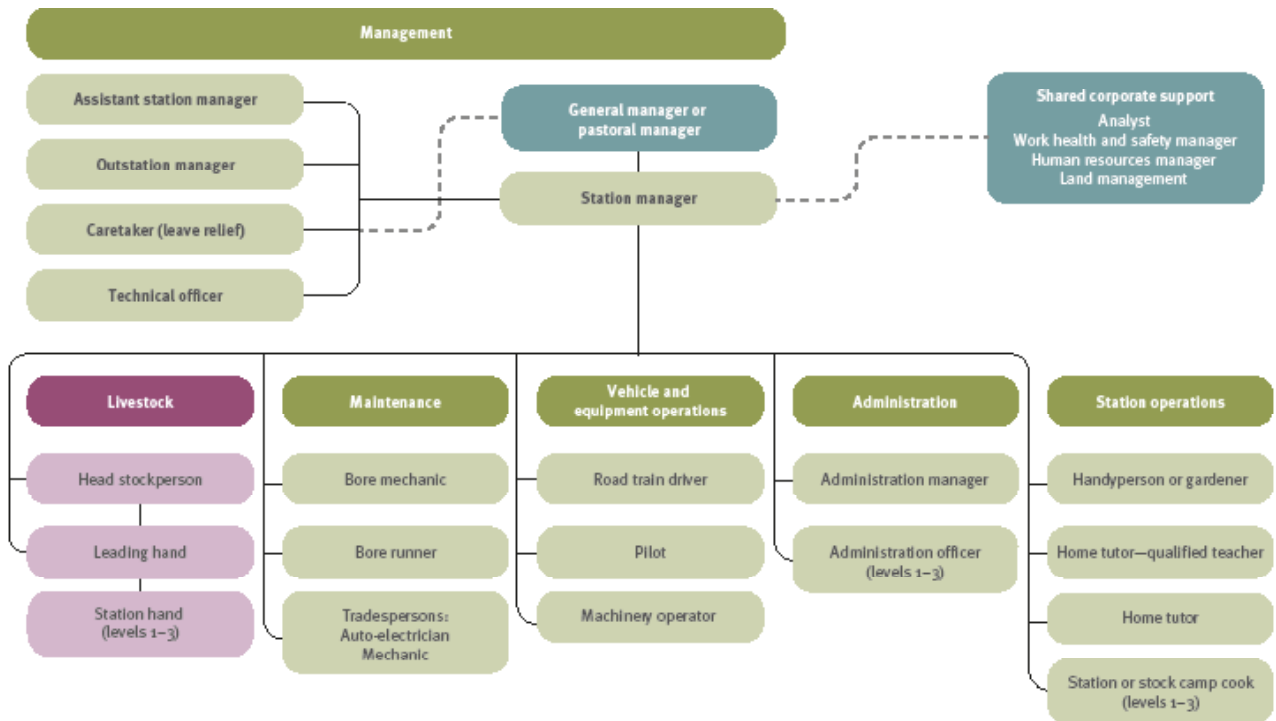 Management
Assistant station manager
Outstation manager
Caretaker (leave relief)
Technical officer
General manager or
pastoral manager
Station manager
Shared corporate support
Analyst
Work health and safety manager
Human resources manager
Land management
Livestock
Head stockperson
Leading hand
Station hand
(levels 1–3)
Maintenance
Bore mechanic
Bore runner
Tradespersons:
Auto-electrician
Mechanic
Vehicle and
equipment operations
Road train driver
Pilot
Machinery operator
Administration
Administration manager
Administration officer
(levels 1–3)
Station operations
Handyperson or gardener
Home tutor—qualified teacher
Home tutor
Station or stock camp cook
(levels 1–3)